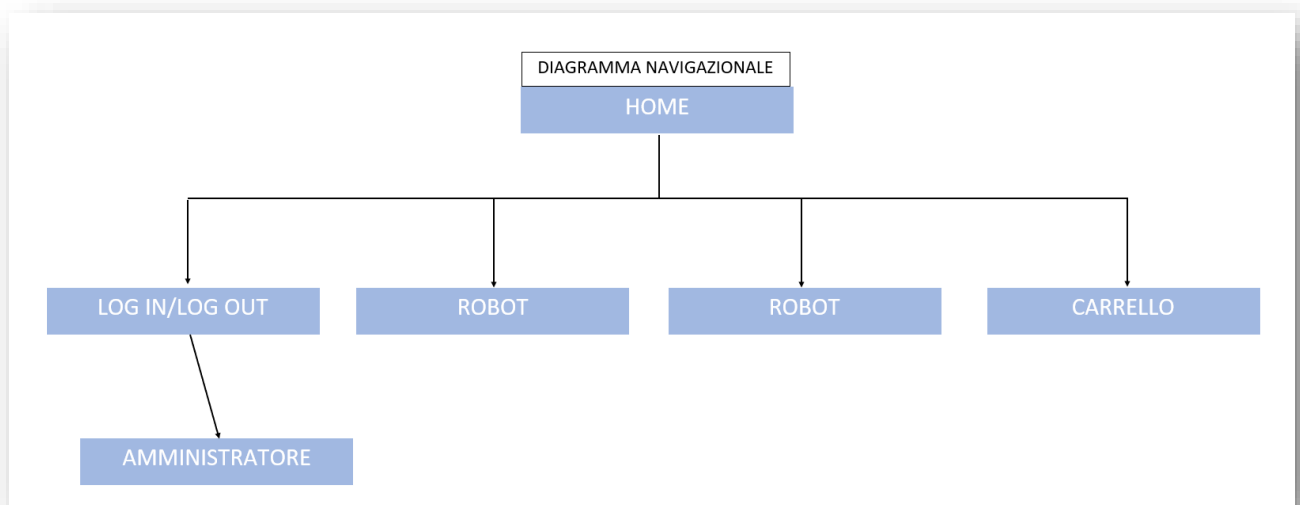 DIAGRAMMA NAVIGAZIONALE
HOME
LOG IN/LOG OUT
ROBOT
ROBOT
CARRELLO
AMMINISTRATORE